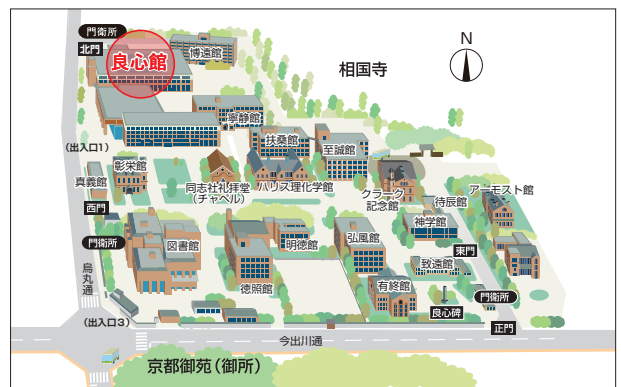 門衛所
北門
良心館
博遠館
N
相国寺
寧静館
扶桑館
至誠館
(出入口1)
彰栄館
同志社礼拝堂
(チャペル)
ハリス理化学館
クラーク
記念館
アーモスト館
待辰館
真義館
西門
神学館
門衛所
図書館
明徳館
弘風館
東門
致遠館
烏丸通
徳照館
有終館
門衛所
良心碑
(出入口3)
正門
今出川通
京都御苑(御所)